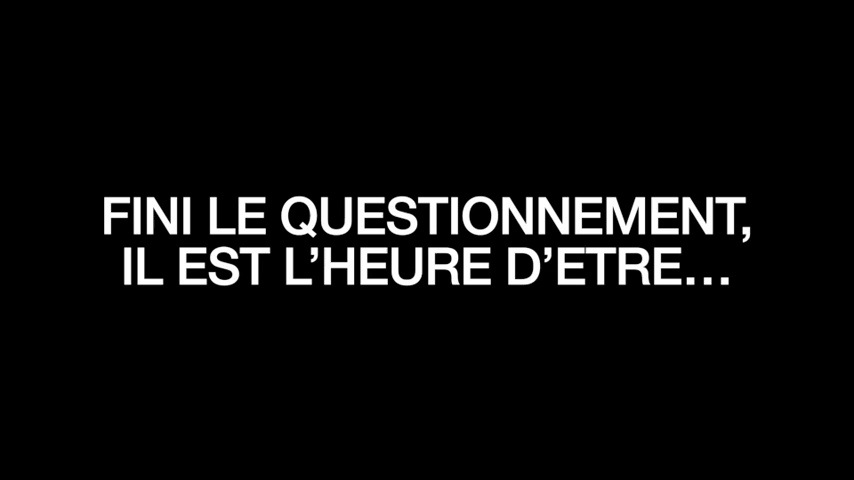 FINI LE QUESTIONNEMENT,
IL EST L’HEURE D’ETRE…